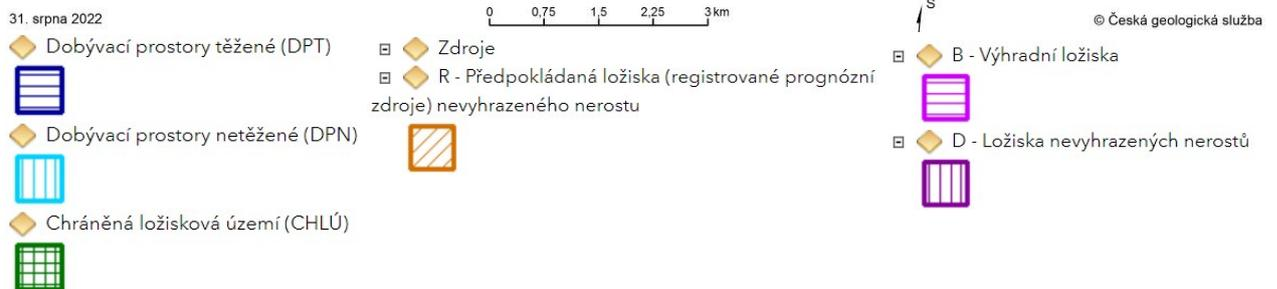 31. srpna 2022
0 0,75 1,5 2,25 3 km
S
© Česká geologická služba
Dobývací prostory těžené (DPT)
Dobývací prostory netěžené (DPN)
Chráněná ložisková území (CHLÚ)
Zdroje
R - Předpokládaná ložiska (registrované prognózní
zdroje) nevyhrazeného nerostu
B - Výhradní ložiska
D - Ložiska nevyhrazených nerostů